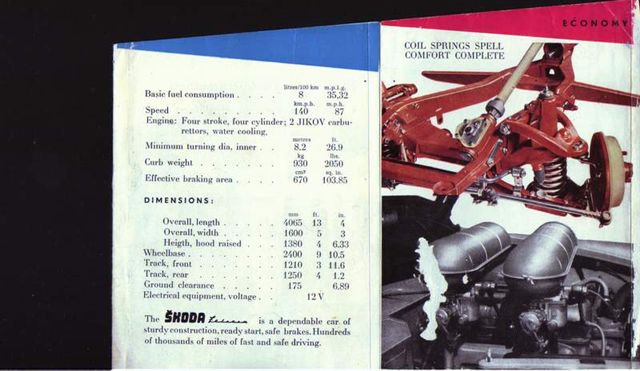 ECONOMY
COIL SPRINGS SPELL
COMFORT COMPLETE
litres/100 km m.p.i.g.
Basic fuel consumption . . . . 8 35,32
km.p.h. m.p.h.
Speed . . . . . . . . . . 140 87
Engine: Four stroke, four cylinder; 2 JIKOV carbu-
rettors, water cooling.
metres ft.
Minimum turning dia, inner . . 8.2 26.9
kg lbs.
Curb weight . . . . . . . . 930 2050
cm² sq. in.
Effective braking area . . . . 670 103.85
DIMENSIONS:
mm ft. in.
Overall, length . . . . . . 4065 13 4
Overall, width . . . . . . 1600 5 3
Heigth, hood raised . . . . 1380 4 6.33
Wheelbase . . . . . . . . . 2400 9 10.5
Track, front . . . . . . . . 1210 3 11.6
Track, rear . . . . . . . . 1250 4 1.2
Ground clearance . . . . . . 175 6.89
Electrical equipment, voltage . 12 V
The ŠKODA is a dependable car of
sturdy construction, ready start, safe brakes. Hundreds
of thousands of miles of fast and safe driving.